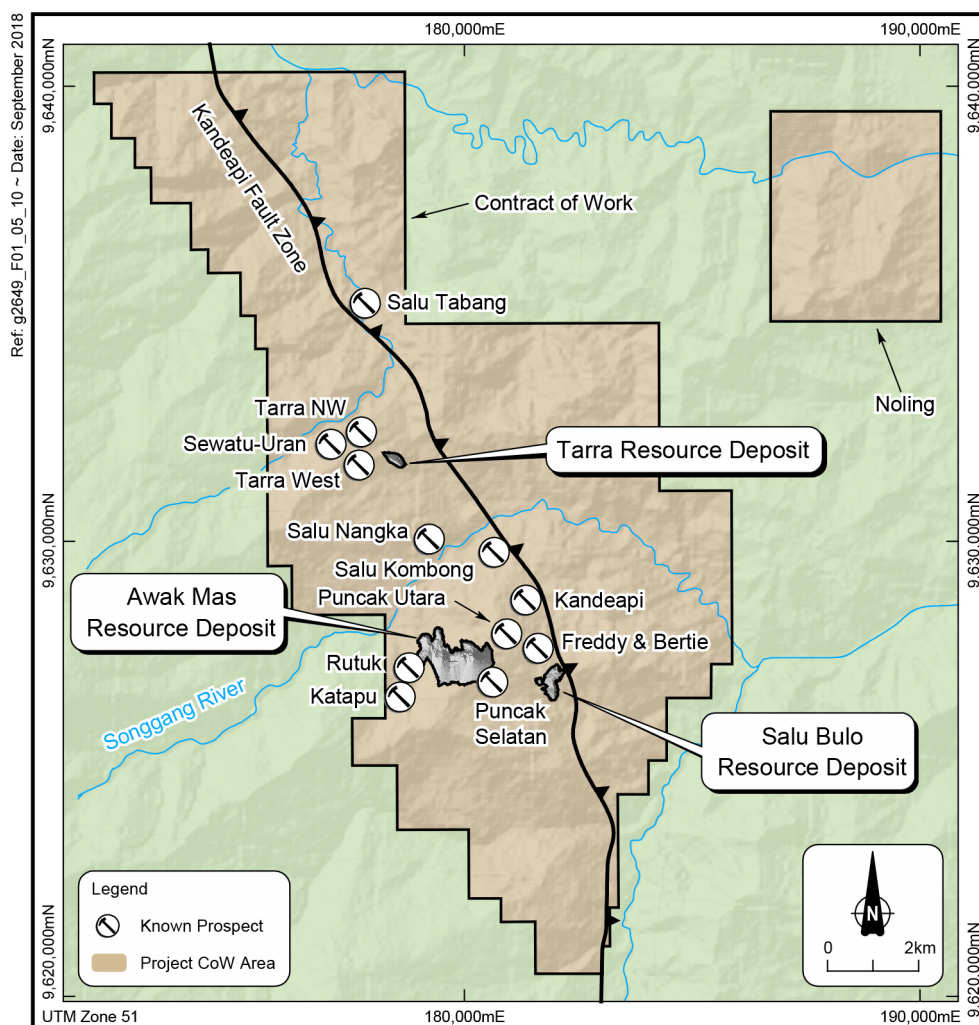 180,000mE
190,000mE
Ref: g2649_F01_05_10 ~ Date: September 2018
9,640,000mN
9,640,000mN
Kandeapi Fault Zone
Contract of Work
Salu Tabang
Noling
Tarra NW
Sewatu-Uran
Tarra West
Tarra Resource Deposit
9,630,000mN
9,630,000mN
Salu Nangka
Salu Kombong
Awak Mas
Resource Deposit
Puncak Utara
Kandeapi
Freddy & Bertie
Rutuk
Katapu
Puncak
Selatan
Songgang River
Salu Bulo
Resource Deposit
Legend
Known Prospect
Project CoW Area
N
0 2km
9,620,000mN
9,620,000mN
UTM Zone 51
180,000mE
190,000mE